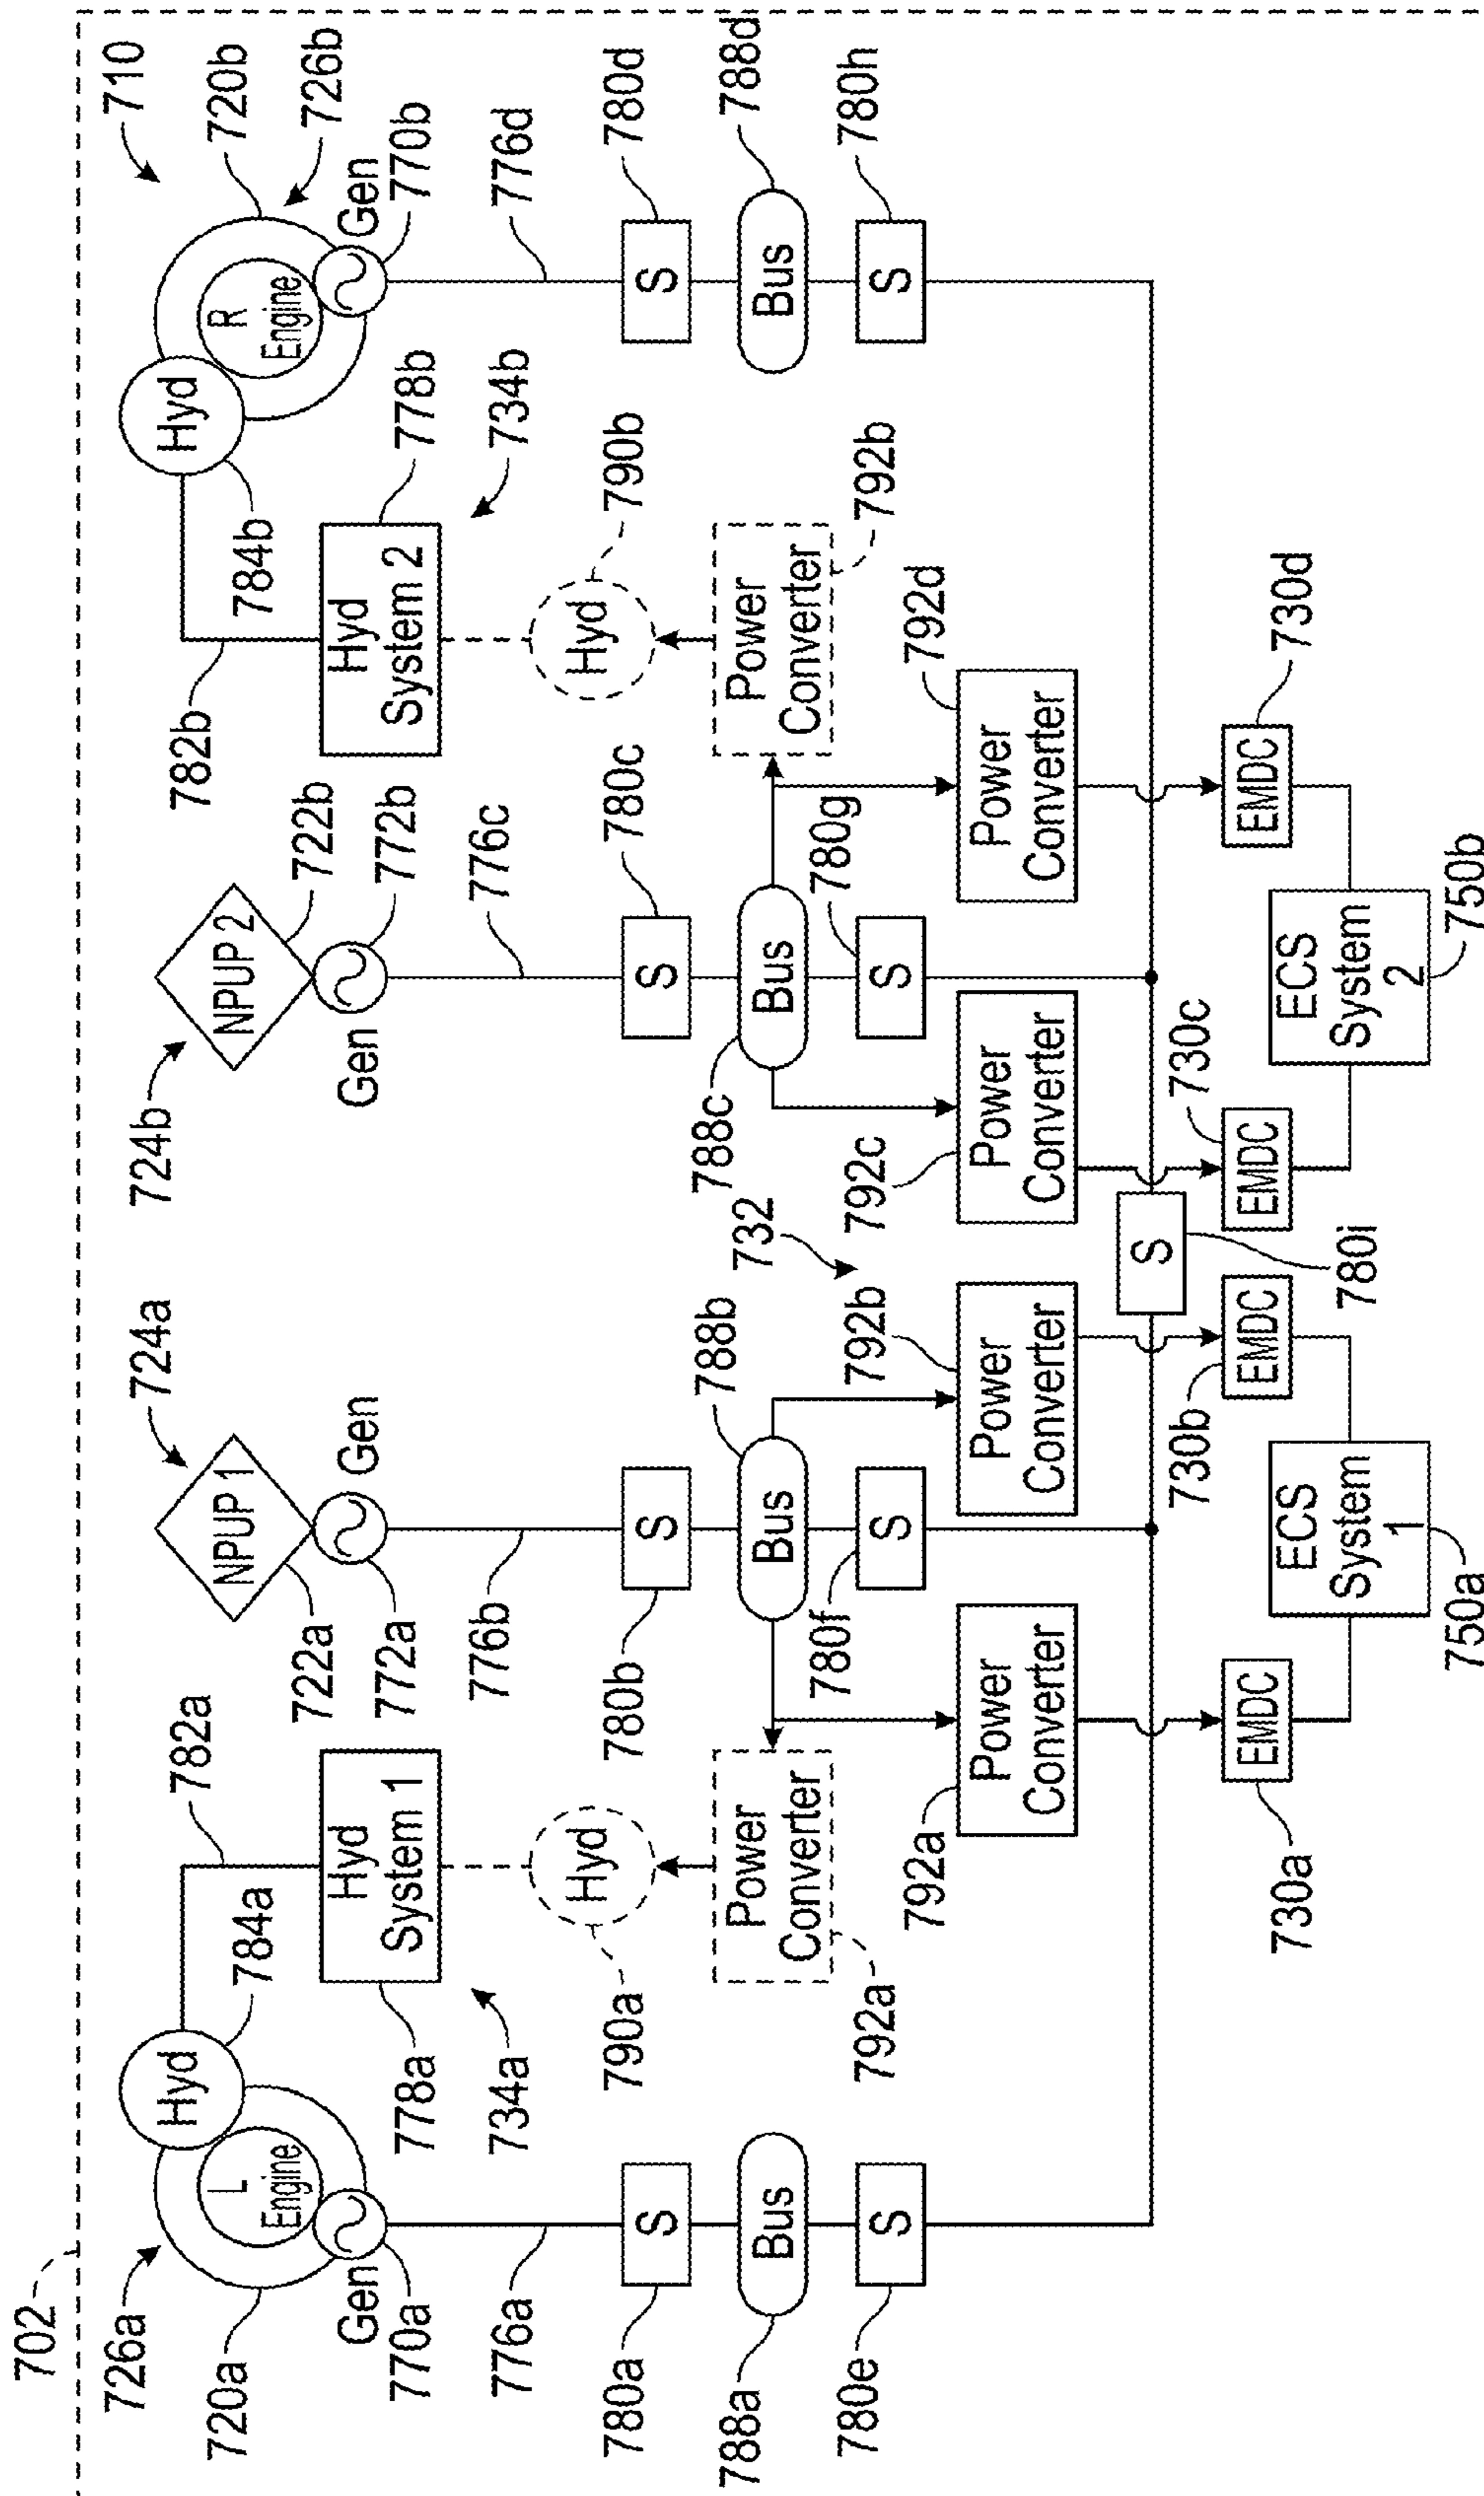 702
726a
724a
724b
710
720a
L
Engine
Hyd
784a
782a
NPUP 1
722a
NPUP 2
722b
782b
784b
Hyd
R
Engine
720b
726b
Gen
770a
Hyd
System 1
778a
772a
Gen
Gen
772b
Hyd
System 2
778b
Gen
770b
776a
734a
776b
776c
734b
776d
780a
S
790a
Hyd
780b
S
S
780c
Hyd
790b
S
780d
788a
Bus
Power
Converter
792a
Bus
788b
732
788c
Bus
Power
Converter
792b
Bus
788d
780e
S
780f
S
792b
792c
S
780g
S
780h
792a
Power
Converter
Power
Converter
Power
Converter
Power
Converter
792d
S
780i
730a
EMDC
730b
EMDC
EMDC
730c
EMDC
730d
ECS
System
1
750a
ECS
System
2
750b